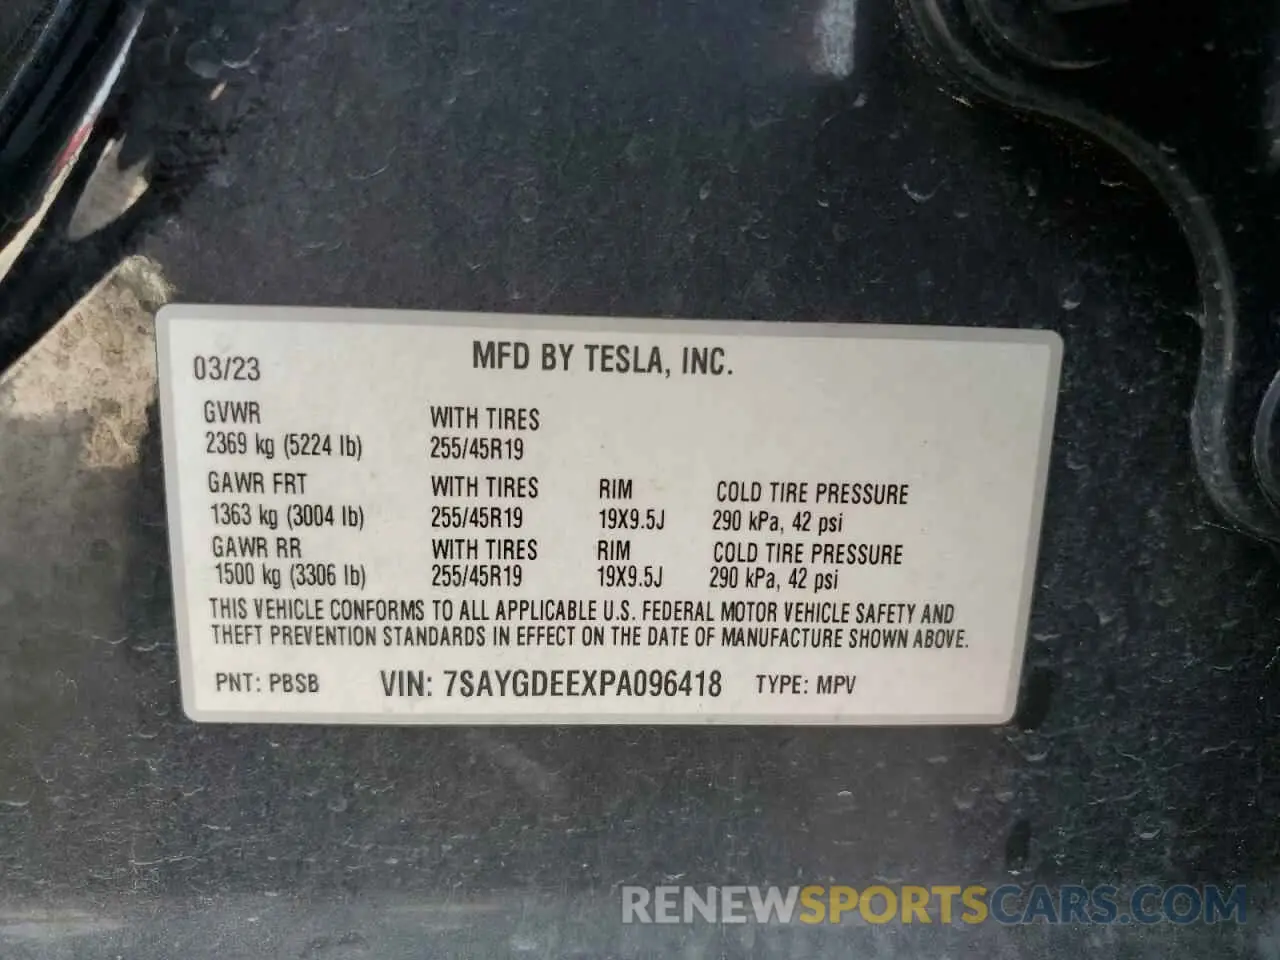 03/23 MFD BY TESLA, INC.
GVWR WITH TIRES
2369 kg (5224 lb) 255/45R19
GAWR FRT WITH TIRES RIM COLD TIRE PRESSURE
1363 kg (3004 lb) 255/45R19 19X9.5J 290 kPa, 42 psi
GAWR RR WITH TIRES RIM COLD TIRE PRESSURE
1500 kg (3306 lb) 255/45R19 19X9.5J 290 kPa, 42 psi
THIS VEHICLE CONFORMS TO ALL APPLICABLE U.S. FEDERAL MOTOR VEHICLE SAFETY AND
THEFT PREVENTION STANDARDS IN EFFECT ON THE DATE OF MANUFACTURE SHOWN ABOVE.
PNT: PBSB VIN: 7SAYGDEEXPA096418 TYPE: MPV
RENEWSPORTSCARS.COM